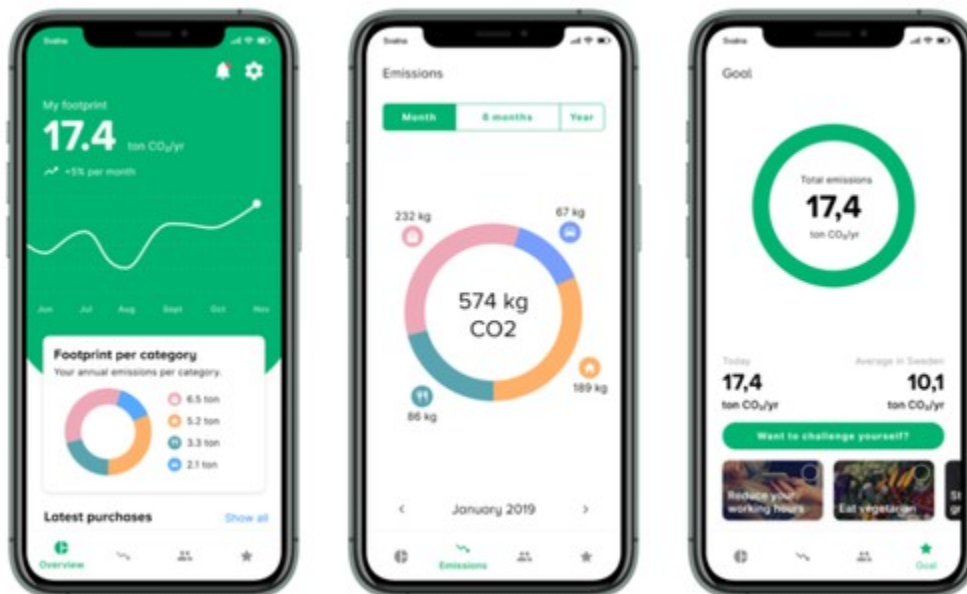 Svalna
My footprint
17.4 ton CO₂/yr
+5% per month
Jun Jul Aug Sept Oct Nov
Footprint per category
Your annual emissions per category.
6.5 ton
5.2 ton
3.3 ton
2.1 ton
Latest purchases Show all
Overview
Svalna
Emissions
Month 6 months Year
232 kg
67 kg
574 kg
CO2
189 kg
86 kg
January 2019
Emissions
Svalna
Goal
Total emissions
17,4
ton CO₂/yr
Today Average in Sweden
17,4 10,1
ton CO₂/yr ton CO₂/yr
Want to challenge yourself?
Reduce your
working hours
Eat vegetarian
Goal